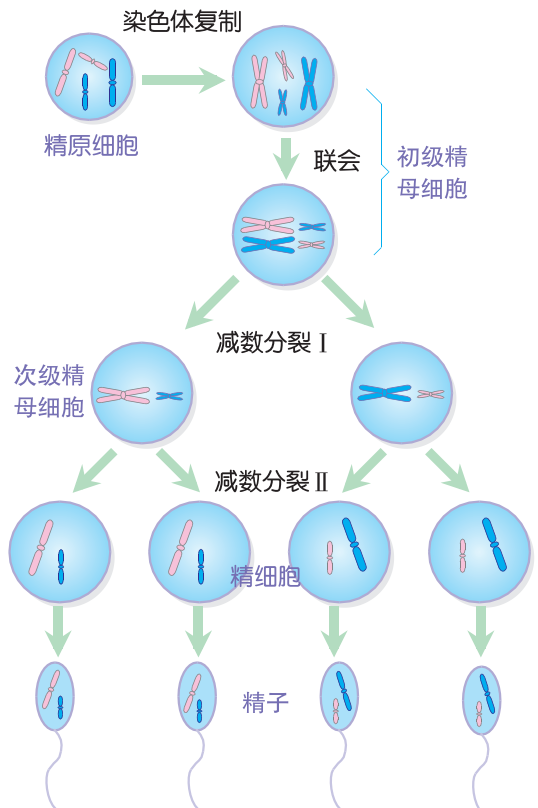 染色体复制
精原细胞
联会
初级精
母细胞
减数分裂Ⅰ
次级精
母细胞
减数分裂Ⅱ
精细胞
精子